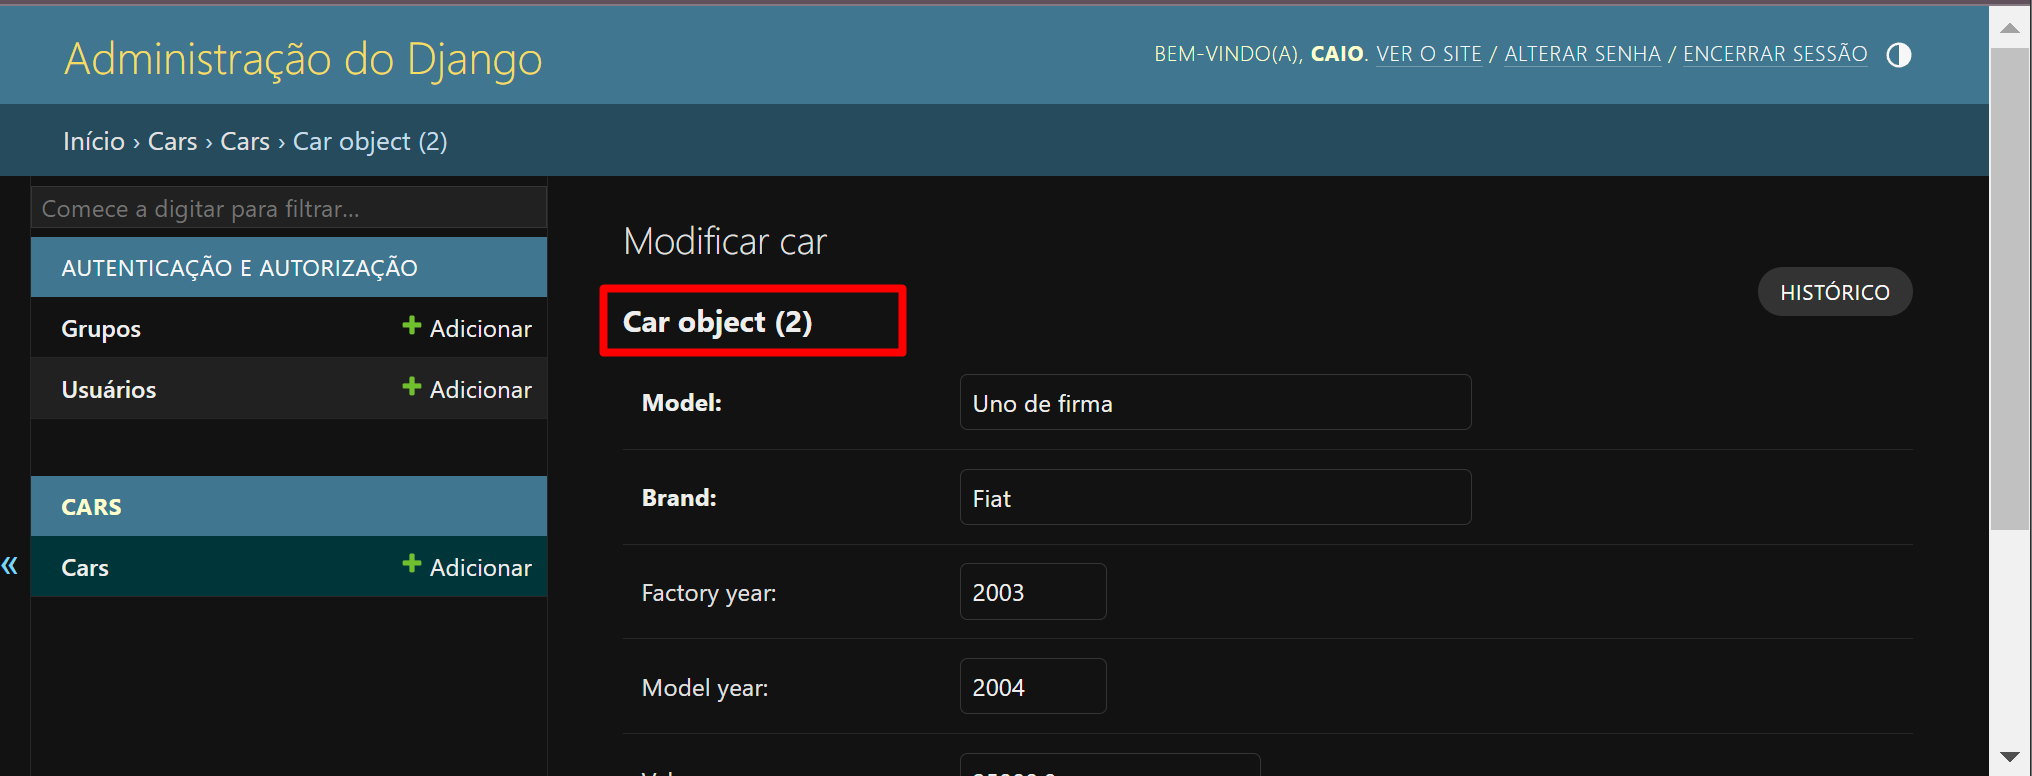 Administração do Django
BEM-VINDO(A), CAIO. VER O SITE / ALTERAR SENHA / ENCERRAR SESSÃO
Início › Cars › Cars › Car object (2)
Comece a digitar para filtrar...
AUTENTICAÇÃO E AUTORIZAÇÃO
Grupos + Adicionar
Usuários + Adicionar
CARS
Cars + Adicionar
«
Modificar car
HISTÓRICO
Car object (2)
Model: Uno de firma
Brand: Fiat
Factory year: 2003
Model year: 2004